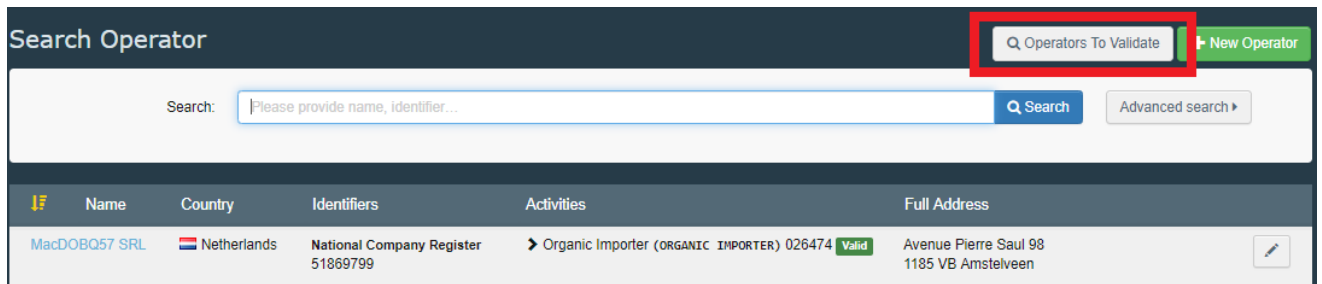 Search Operator
Operators To Validate
New Operator
Search:
Please provide name, identifier...
Search
Advanced search
Name Country Identifiers Activities Full Address
MacDOBQ57 SRL Netherlands National Company Register Organic Importer (ORGANIC IMPORTER) 026474 Valid Avenue Pierre Saul 98
51869799 1185 VB Amstelveen